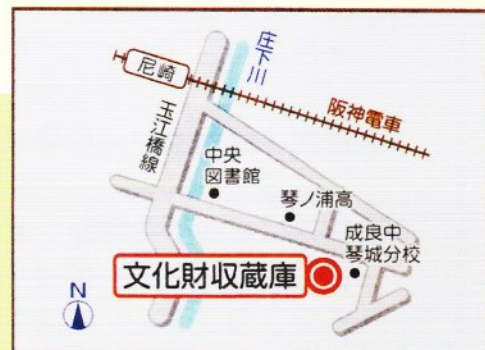 尼崎
庄下川
阪神電車
玉江橋線
中央
図書館
琴ノ浦高
成良中
琴城分校
文化財収蔵庫
N